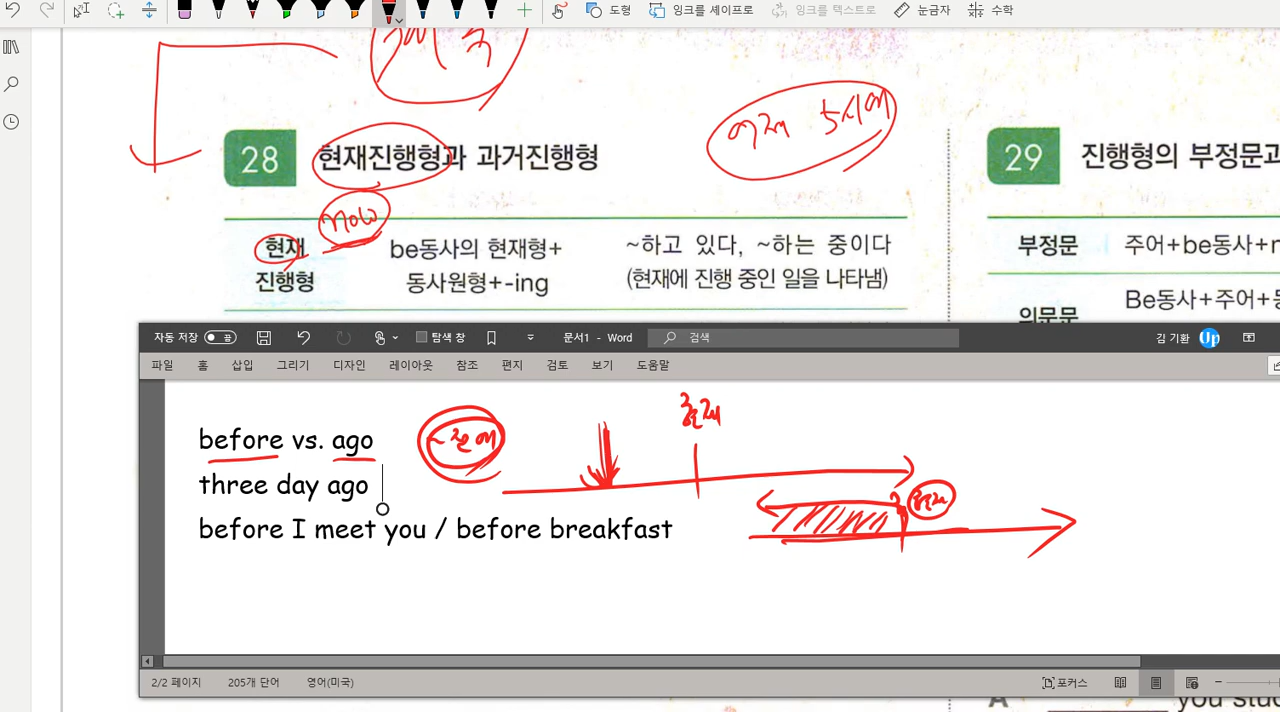 도형
잉크를 셰이프로
잉크를 텍스트로
눈금자
수학
어제 5시에
28 현재진행형과 과거진행형
29 진행형의 부정문과
now
현재
진행형
be동사의 현재형+
동사원형+-ing
~하고 있다, ~하는 중이다
(현재에 진행 중인 일을 나타냄)
부정문
주어+be동사+
의문문
Be동사+주어+
자동 저장
탐색 창
문서1 - Word
검색
김 기환
Up
파일 홈 삽입 그리기 디자인 레이아웃 참조 편지 검토 보기 도움말
before vs. ago
~전에
현재
three day ago
현재
before I meet you / before breakfast
2/2 페이지
205개 단어
영어(미국)
포커스
A
you